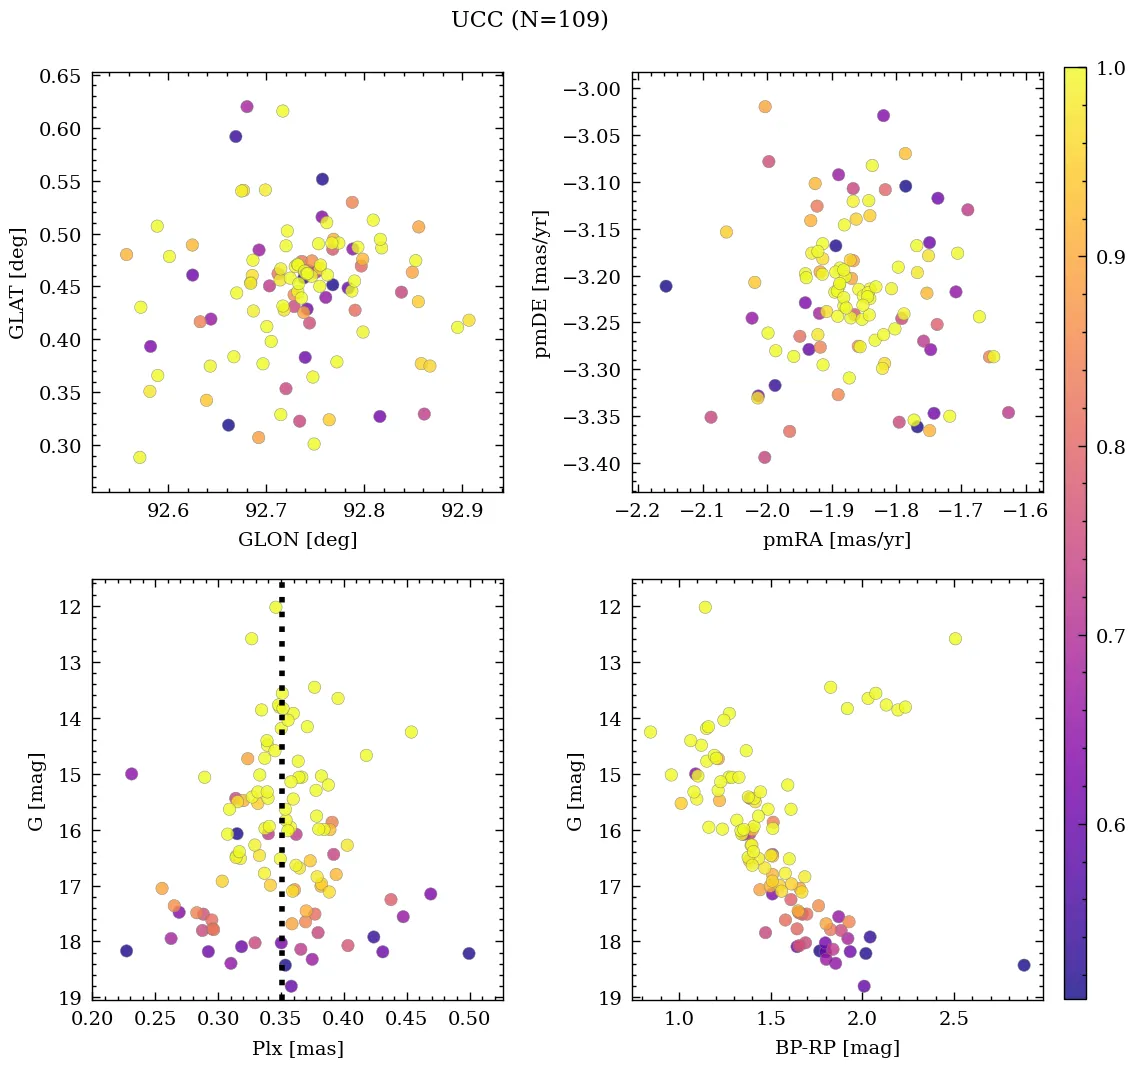 UCC (N=109)
0.65
0.60
0.55
0.50
0.45
0.40
0.35
0.30
GLAT [deg]
92.6 92.7 92.8 92.9
GLON [deg]
−3.00
−3.05
−3.10
−3.15
−3.20
−3.25
−3.30
−3.35
−3.40
pmDE [mas/yr]
−2.2 −2.1 −2.0 −1.9 −1.8 −1.7 −1.6
pmRA [mas/yr]
1.0
0.9
0.8
0.7
0.6
12
13
14
15
16
17
18
19
G [mag]
0.20 0.25 0.30 0.35 0.40 0.45 0.50
Plx [mas]
12
13
14
15
16
17
18
19
G [mag]
1.0 1.5 2.0 2.5
BP-RP [mag]